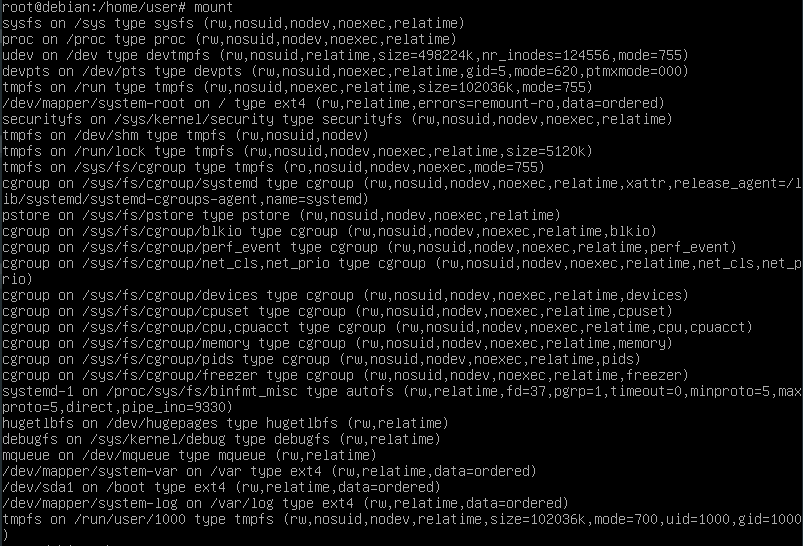 root@debian:/home/user# mount
sysfs on /sys type sysfs (rw,nosuid,nodev,noexec,relatime)
proc on /proc type proc (rw,nosuid,nodev,noexec,relatime)
udev on /dev type devtmpfs (rw,nosuid,relatime,size=498224k,nr_inodes=124556,mode=755)
devpts on /dev/pts type devpts (rw,nosuid,noexec,relatime,gid=5,mode=620,ptmxmode=000)
tmpfs on /run type tmpfs (rw,nosuid,noexec,relatime,size=102036k,mode=755)
/dev/mapper/system-root on / type ext4 (rw,relatime,errors=remount-ro,data=ordered)
securityfs on /sys/kernel/security type securityfs (rw,nosuid,nodev,noexec,relatime)
tmpfs on /dev/shm type tmpfs (rw,nosuid,nodev)
tmpfs on /run/lock type tmpfs (rw,nosuid,nodev,noexec,relatime,size=5120k)
tmpfs on /sys/fs/cgroup type tmpfs (ro,nosuid,nodev,noexec,mode=755)
cgroup on /sys/fs/cgroup/systemd type cgroup (rw,nosuid,nodev,noexec,relatime,xattr,release_agent=/l
ib/systemd/systemd-cgroups-agent,name=systemd)
pstore on /sys/fs/pstore type pstore (rw,nosuid,nodev,noexec,relatime)
cgroup on /sys/fs/cgroup/blkio type cgroup (rw,nosuid,nodev,noexec,relatime,blkio)
cgroup on /sys/fs/cgroup/perf_event type cgroup (rw,nosuid,nodev,noexec,relatime,perf_event)
cgroup on /sys/fs/cgroup/net_cls,net_prio type cgroup (rw,nosuid,nodev,noexec,relatime,net_cls,net_p
rio)
cgroup on /sys/fs/cgroup/devices type cgroup (rw,nosuid,nodev,noexec,relatime,devices)
cgroup on /sys/fs/cgroup/cpuset type cgroup (rw,nosuid,nodev,noexec,relatime,cpuset)
cgroup on /sys/fs/cgroup/cpu,cpuacct type cgroup (rw,nosuid,nodev,noexec,relatime,cpu,cpuacct)
cgroup on /sys/fs/cgroup/memory type cgroup (rw,nosuid,nodev,noexec,relatime,memory)
cgroup on /sys/fs/cgroup/pids type cgroup (rw,nosuid,nodev,noexec,relatime,pids)
cgroup on /sys/fs/cgroup/freezer type cgroup (rw,nosuid,nodev,noexec,relatime,freezer)
systemd-1 on /proc/sys/fs/binfmt_misc type autofs (rw,relatime,fd=37,pgrp=1,timeout=0,minproto=5,max
proto=5,direct,pipe_ino=9330)
hugetlbfs on /dev/hugepages type hugetlbfs (rw,relatime)
debugfs on /sys/kernel/debug type debugfs (rw,relatime)
mqueue on /dev/mqueue type mqueue (rw,relatime)
/dev/mapper/system-var on /var type ext4 (rw,relatime,data=ordered)
/dev/sda1 on /boot type ext4 (rw,relatime,data=ordered)
/dev/mapper/system-log on /var/log type ext4 (rw,relatime,data=ordered)
tmpfs on /run/user/1000 type tmpfs (rw,nosuid,nodev,relatime,size=102036k,mode=700,uid=1000,gid=1000
)